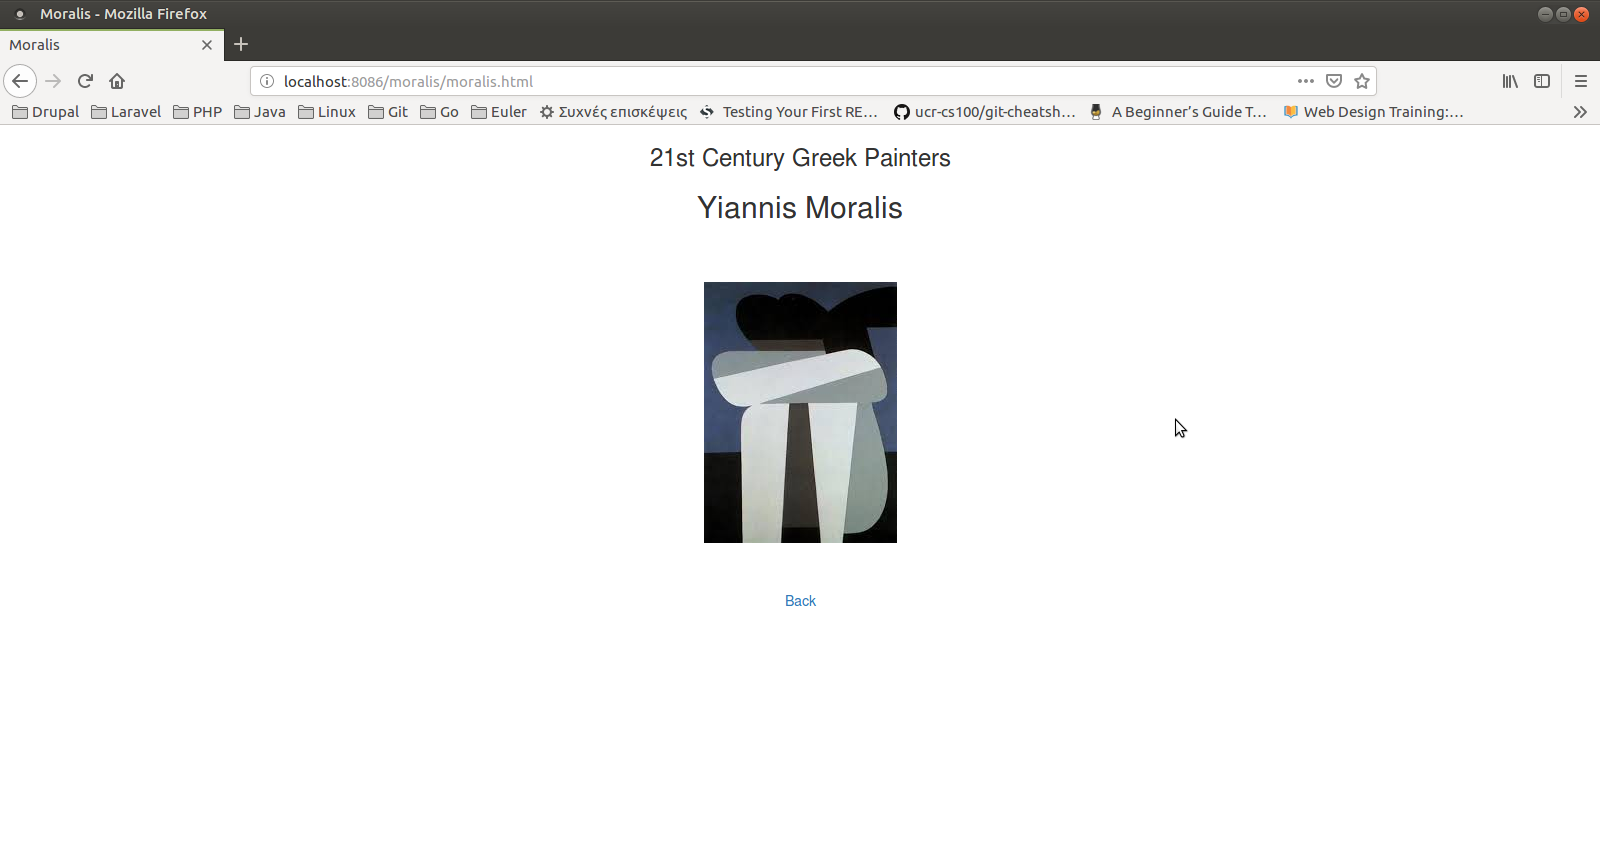 Moralis - Mozilla Firefox
Moralis
localhost:8086/moralis/moralis.html
Drupal Laravel PHP Java Linux Git Go Euler Συχνές επισκέψεις Testing Your First RE… ucr-cs100/git-cheatsh… A Beginner’s Guide T… Web Design Training:…
21st Century Greek Painters
Yiannis Moralis
Back